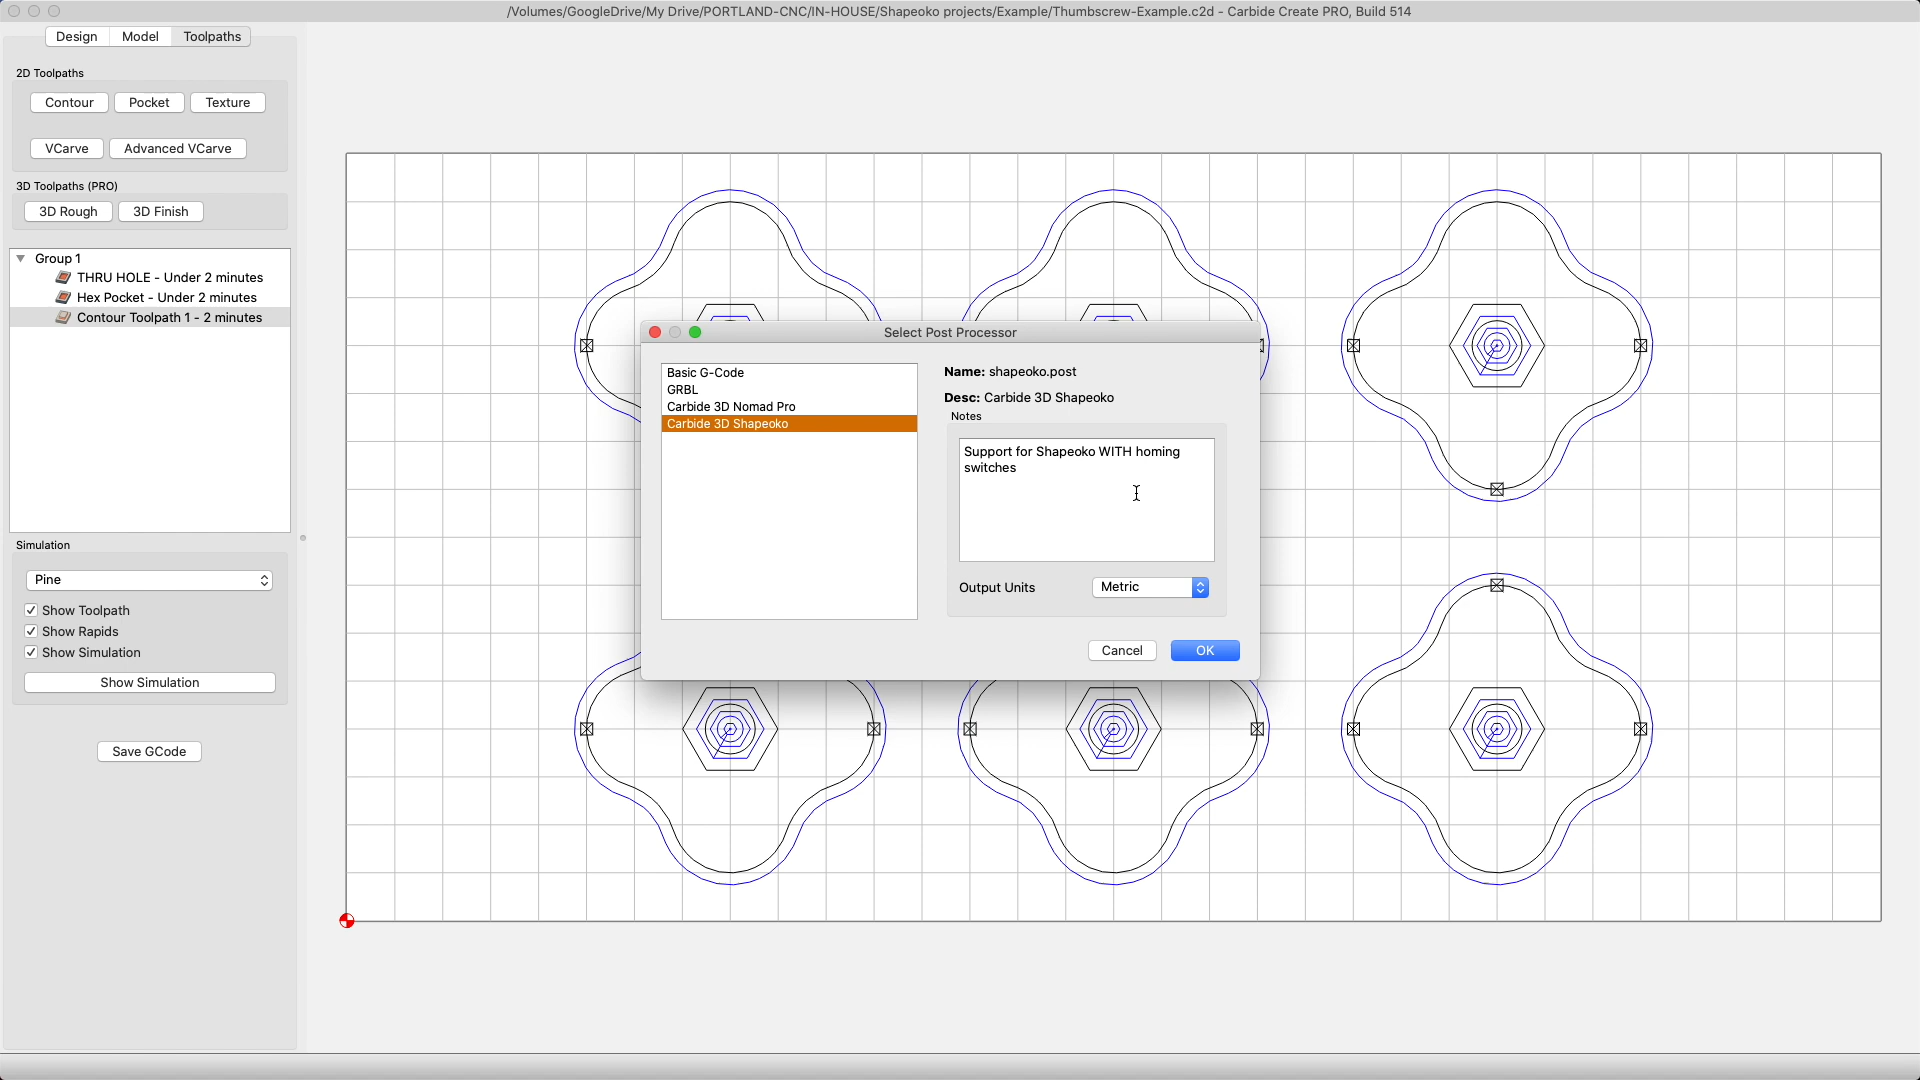 /Volumes/GoogleDrive/My Drive/PORTLAND-CNC/IN-HOUSE/Shapeoko projects/Example/Thumbscrew-Example.c2d - Carbide Create PRO, Build 514
Design Model Toolpaths
2D Toolpaths
Contour Pocket Texture
VCarve Advanced VCarve
3D Toolpaths (PRO)
3D Rough 3D Finish
Group 1
THRU HOLE - Under 2 minutes
Hex Pocket - Under 2 minutes
Contour Toolpath 1 - 2 minutes
Simulation
Pine
Show Toolpath
Show Rapids
Show Simulation
Show Simulation
Save GCode
Select Post Processor
Basic G-Code
GRBL
Carbide 3D Nomad Pro
Carbide 3D Shapeoko
Name: shapeoko.post
Desc: Carbide 3D Shapeoko
Notes
Support for Shapeoko WITH homing
switches
Output Units Metric
Cancel OK